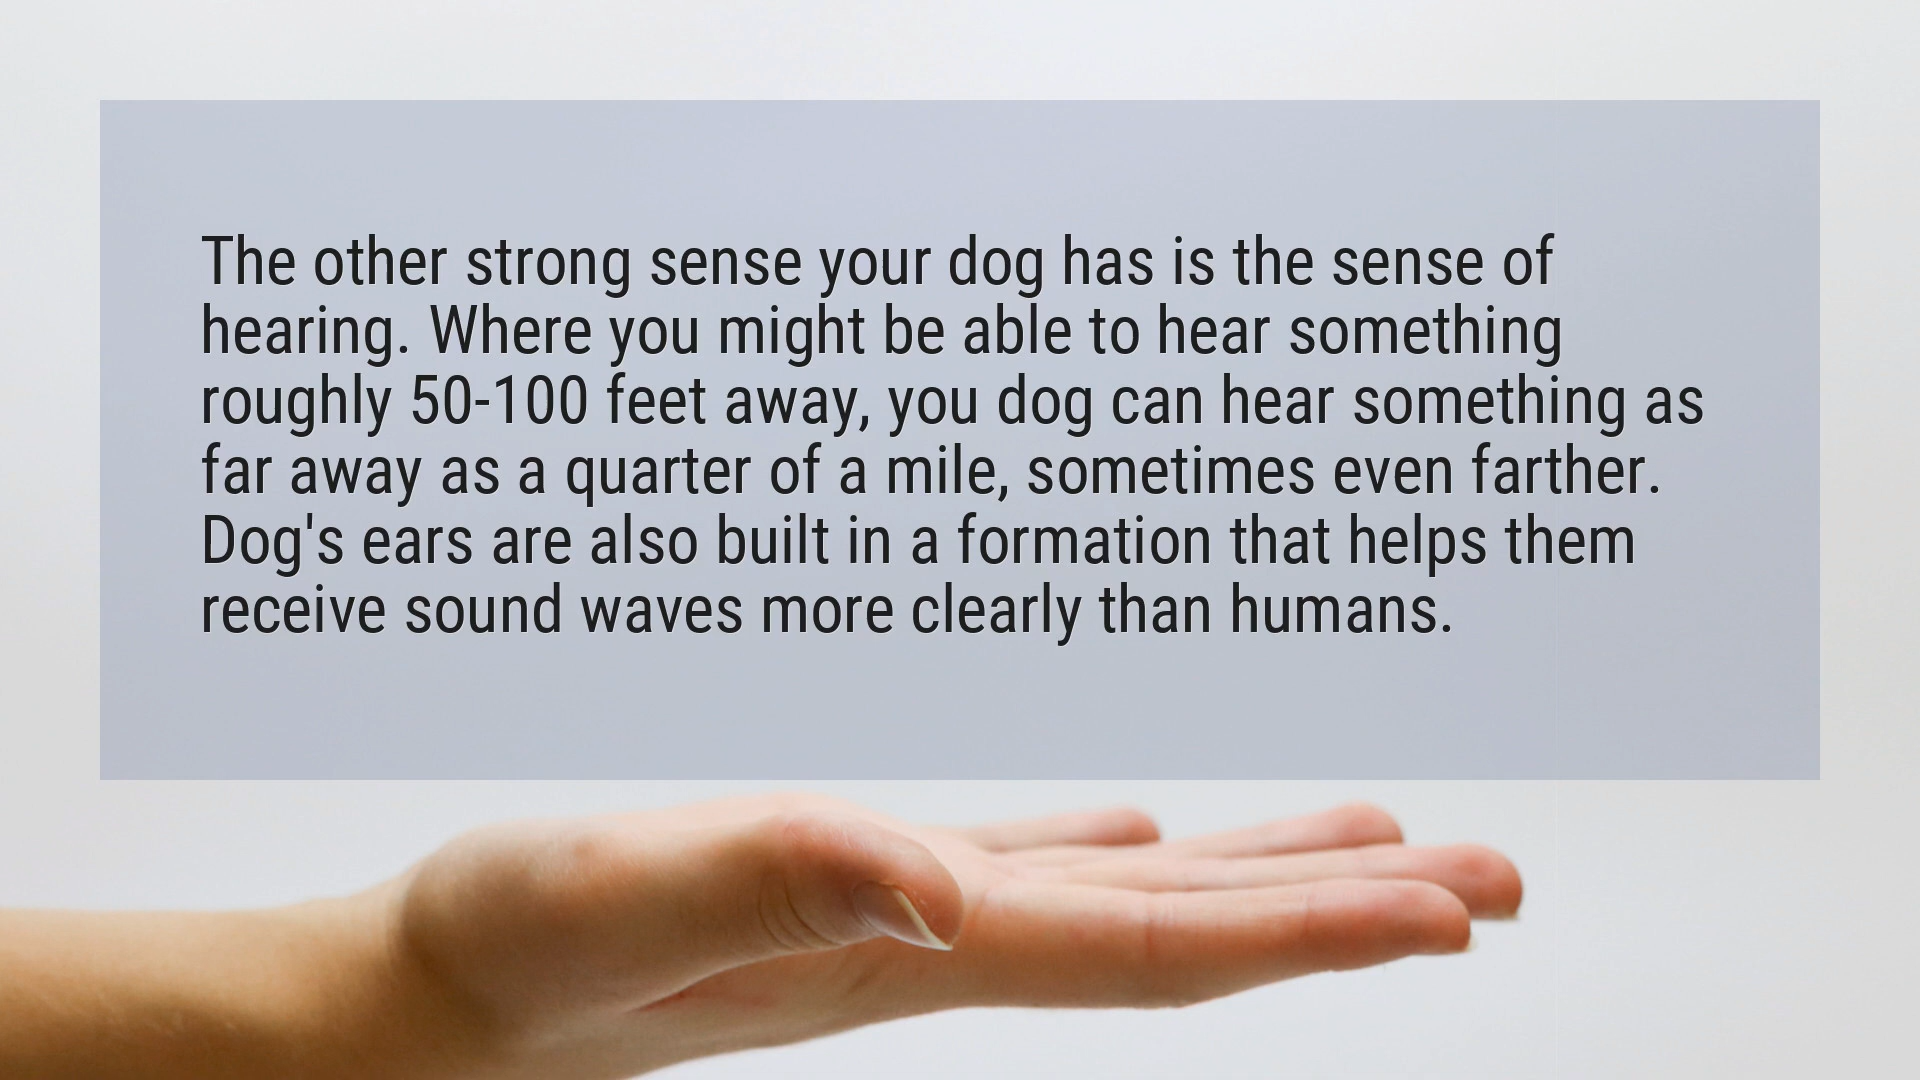 The other strong sense your dog has is the sense of
hearing. Where you might be able to hear something
roughly 50-100 feet away, you dog can hear something as
far away as a quarter of a mile, sometimes even farther.
Dog's ears are also built in a formation that helps them
receive sound waves more clearly than humans.